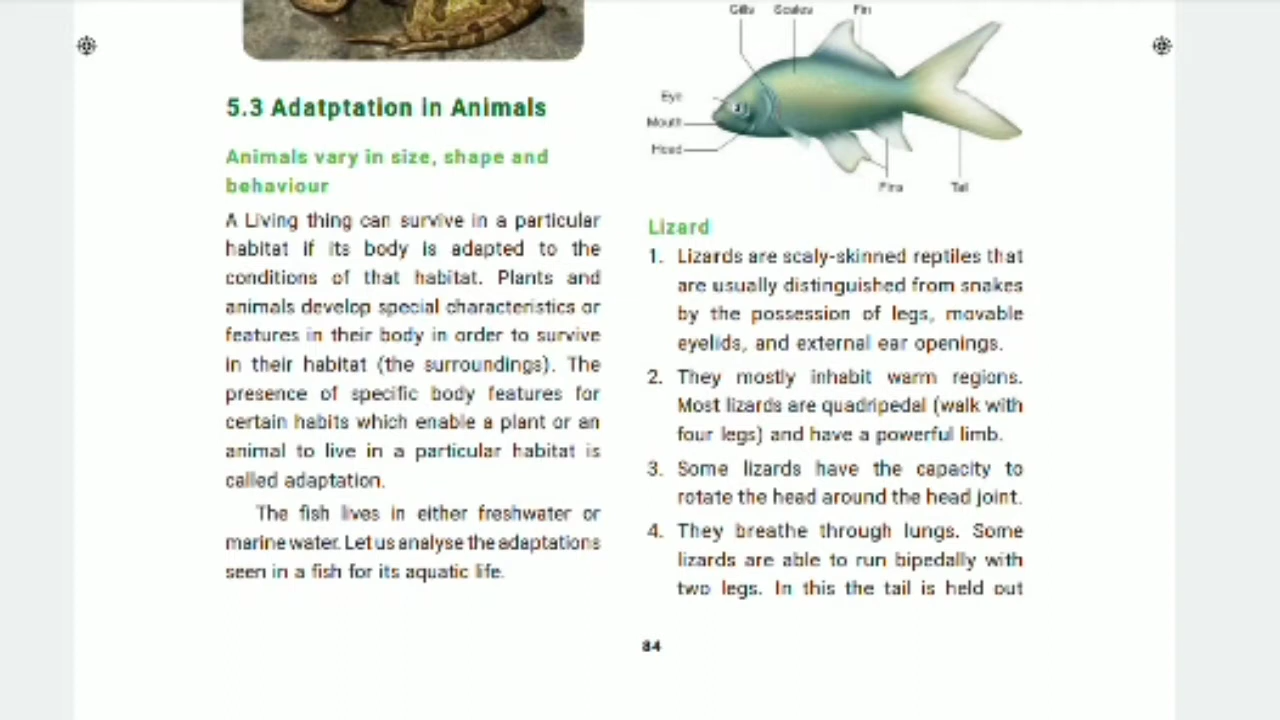 5.3 Adatptation in Animals
Animals vary in size, shape and
behaviour
A Living thing can survive in a particular
habitat if its body is adapted to the
conditions of that habitat. Plants and
animals develop special characteristics or
features in their body in order to survive
in their habitat (the surroundings). The
presence of specific body features for
certain habits which enable a plant or an
animal to live in a particular habitat is
called adaptation.
The fish lives in either freshwater or
marine water. Let us analyse the adaptations
seen in a fish for its aquatic life.
Gills Scales Fin
Eye
Mouth
Head
Fins Tail
Lizard
1. Lizards are scaly-skinned reptiles that
are usually distinguished from snakes
by the possession of legs, movable
eyelids, and external ear openings.
2. They mostly inhabit warm regions.
Most lizards are quadripedal (walk with
four legs) and have a powerful limb.
3. Some lizards have the capacity to
rotate the head around the head joint.
4. They breathe through lungs. Some
lizards are able to run bipedally with
two legs. In this the tail is held out
84